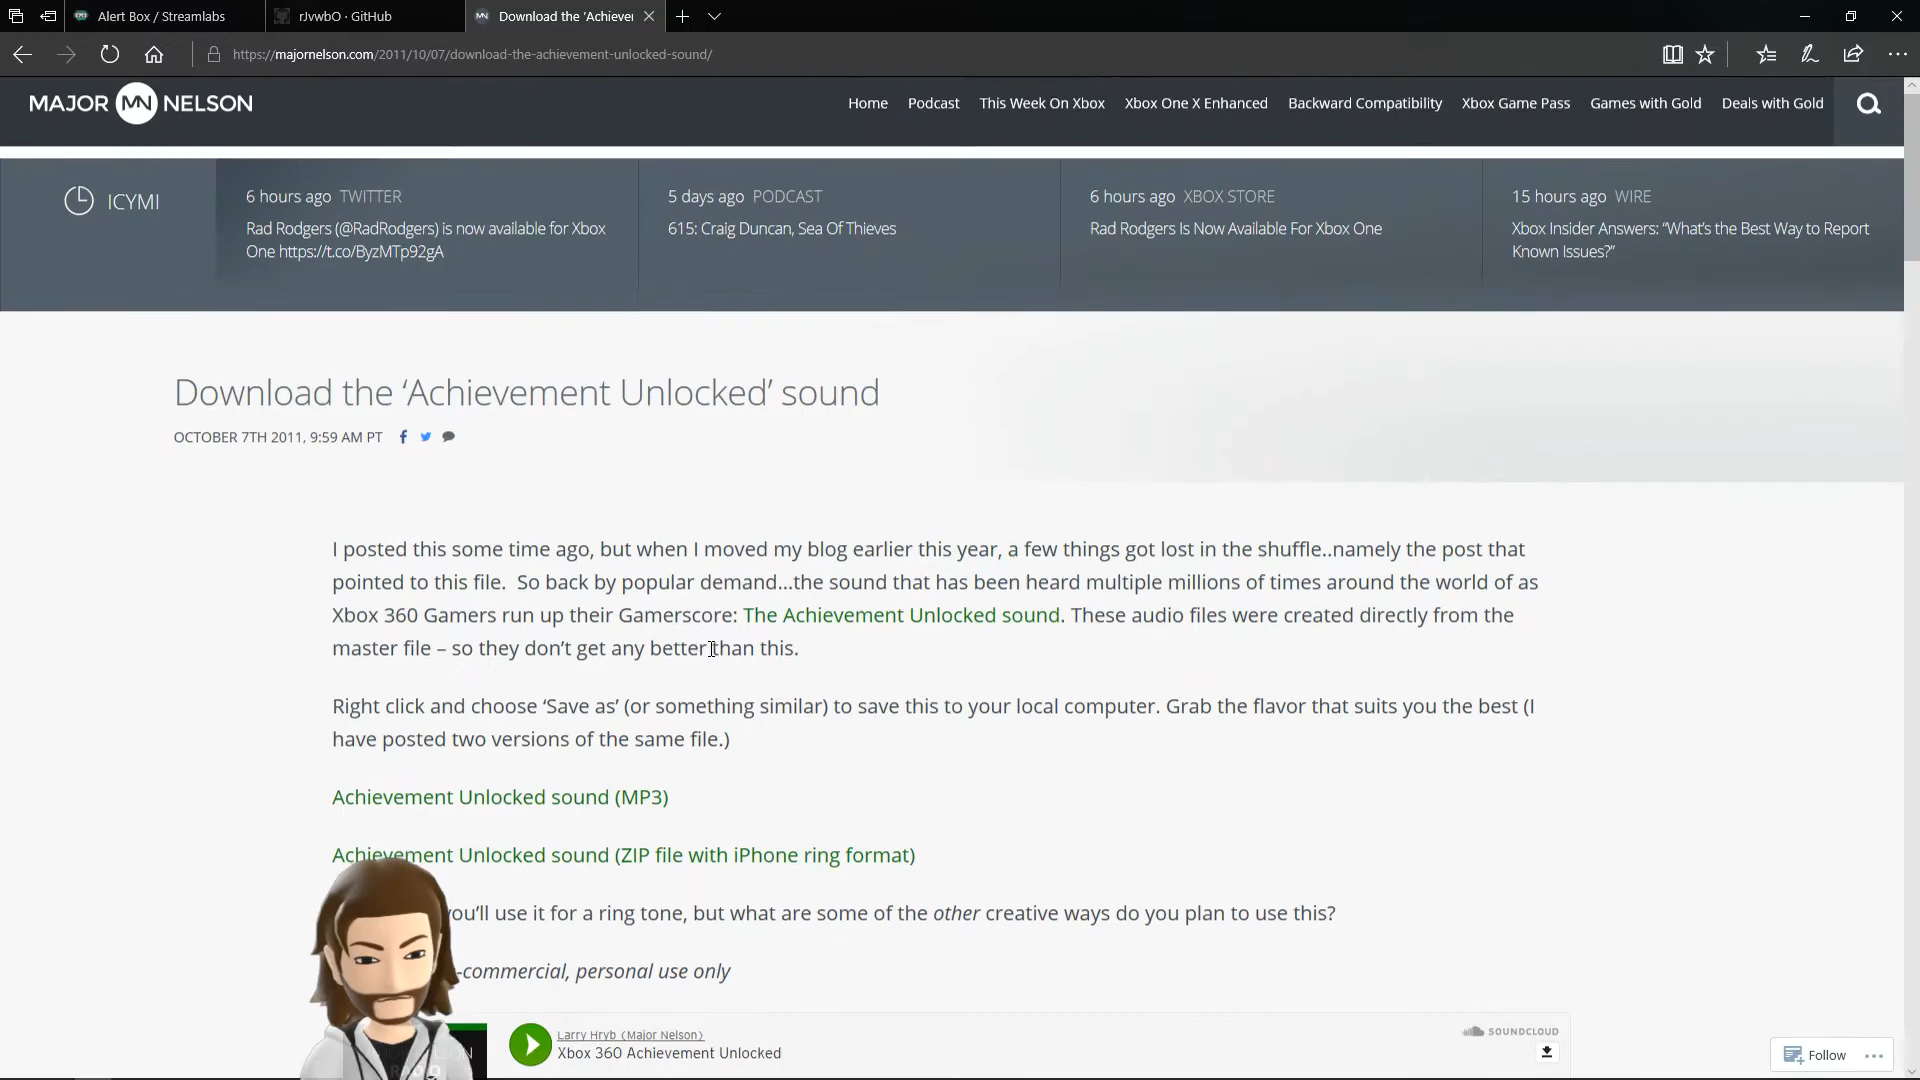 Alert Box / Streamlabs
rJvwbO · GitHub
Download the ‘Achiever
https://majornelson.com/2011/10/07/download-the-achievement-unlocked-sound/
MAJOR MN NELSON
Home Podcast This Week On Xbox Xbox One X Enhanced Backward Compatibility Xbox Game Pass Games with Gold Deals with Gold
ICYMI
6 hours ago TWITTER
Rad Rodgers (@RadRodgers) is now available for Xbox
One https://t.co/ByzMTp92gA
5 days ago PODCAST
615: Craig Duncan, Sea Of Thieves
6 hours ago XBOX STORE
Rad Rodgers Is Now Available For Xbox One
15 hours ago WIRE
Xbox Insider Answers: “What’s the Best Way to Report
Known Issues?”
Download the ‘Achievement Unlocked’ sound
OCTOBER 7TH 2011, 9:59 AM PT
I posted this some time ago, but when I moved my blog earlier this year, a few things got lost in the shuffle..namely the post that
pointed to this file. So back by popular demand…the sound that has been heard multiple millions of times around the world of as
Xbox 360 Gamers run up their Gamerscore: The Achievement Unlocked sound. These audio files were created directly from the
master file – so they don’t get any better than this.
Right click and choose ‘Save as’ (or something similar) to save this to your local computer. Grab the flavor that suits you the best (I
have posted two versions of the same file.)
Achievement Unlocked sound (MP3)
Achievement Unlocked sound (ZIP file with iPhone ring format)
you’ll use it for a ring tone, but what are some of the other creative ways do you plan to use this?
-commercial, personal use only
Larry Hryb (Major Nelson)
Xbox 360 Achievement Unlocked
SOUNDCLOUD
Follow